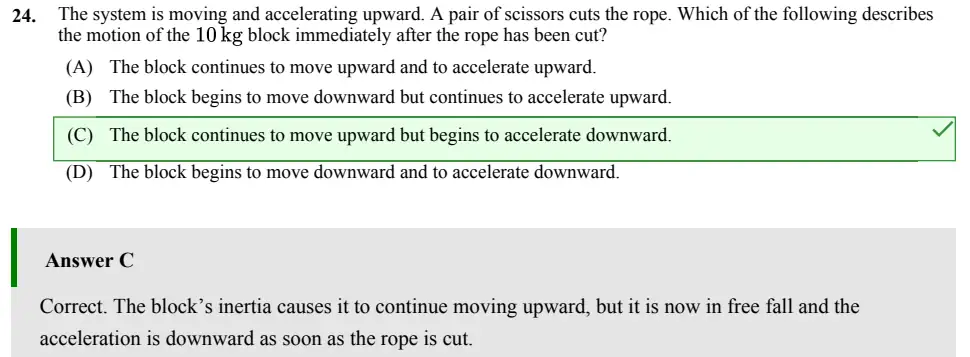 24. The system is moving and accelerating upward. A pair of scissors cuts the rope. Which of the following describes
the motion of the 10 kg block immediately after the rope has been cut?
(A) The block continues to move upward and to accelerate upward.
(B) The block begins to move downward but continues to accelerate upward.
(C) The block continues to move upward but begins to accelerate downward.
(D) The block begins to move downward and to accelerate downward.
Answer C
Correct. The block’s inertia causes it to continue moving upward, but it is now in free fall and the
acceleration is downward as soon as the rope is cut.